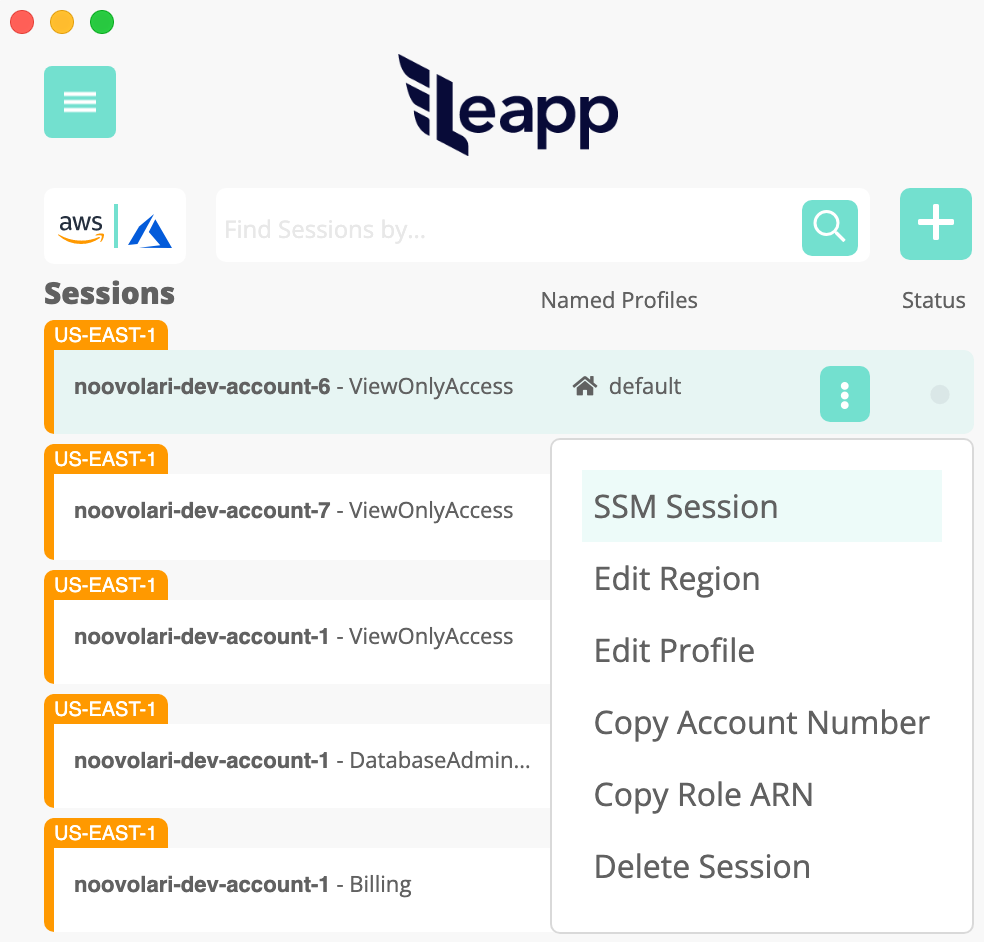 leapp
aws
Find Sessions by...
Sessions Named Profiles Status
US-EAST-1
noovolari-dev-account-6 - ViewOnlyAccess default
US-EAST-1
noovolari-dev-account-7 - ViewOnlyAccess
US-EAST-1
noovolari-dev-account-1 - ViewOnlyAccess
US-EAST-1
noovolari-dev-account-1 - DatabaseAdmin...
US-EAST-1
noovolari-dev-account-1 - Billing
SSM Session
Edit Region
Edit Profile
Copy Account Number
Copy Role ARN
Delete Session